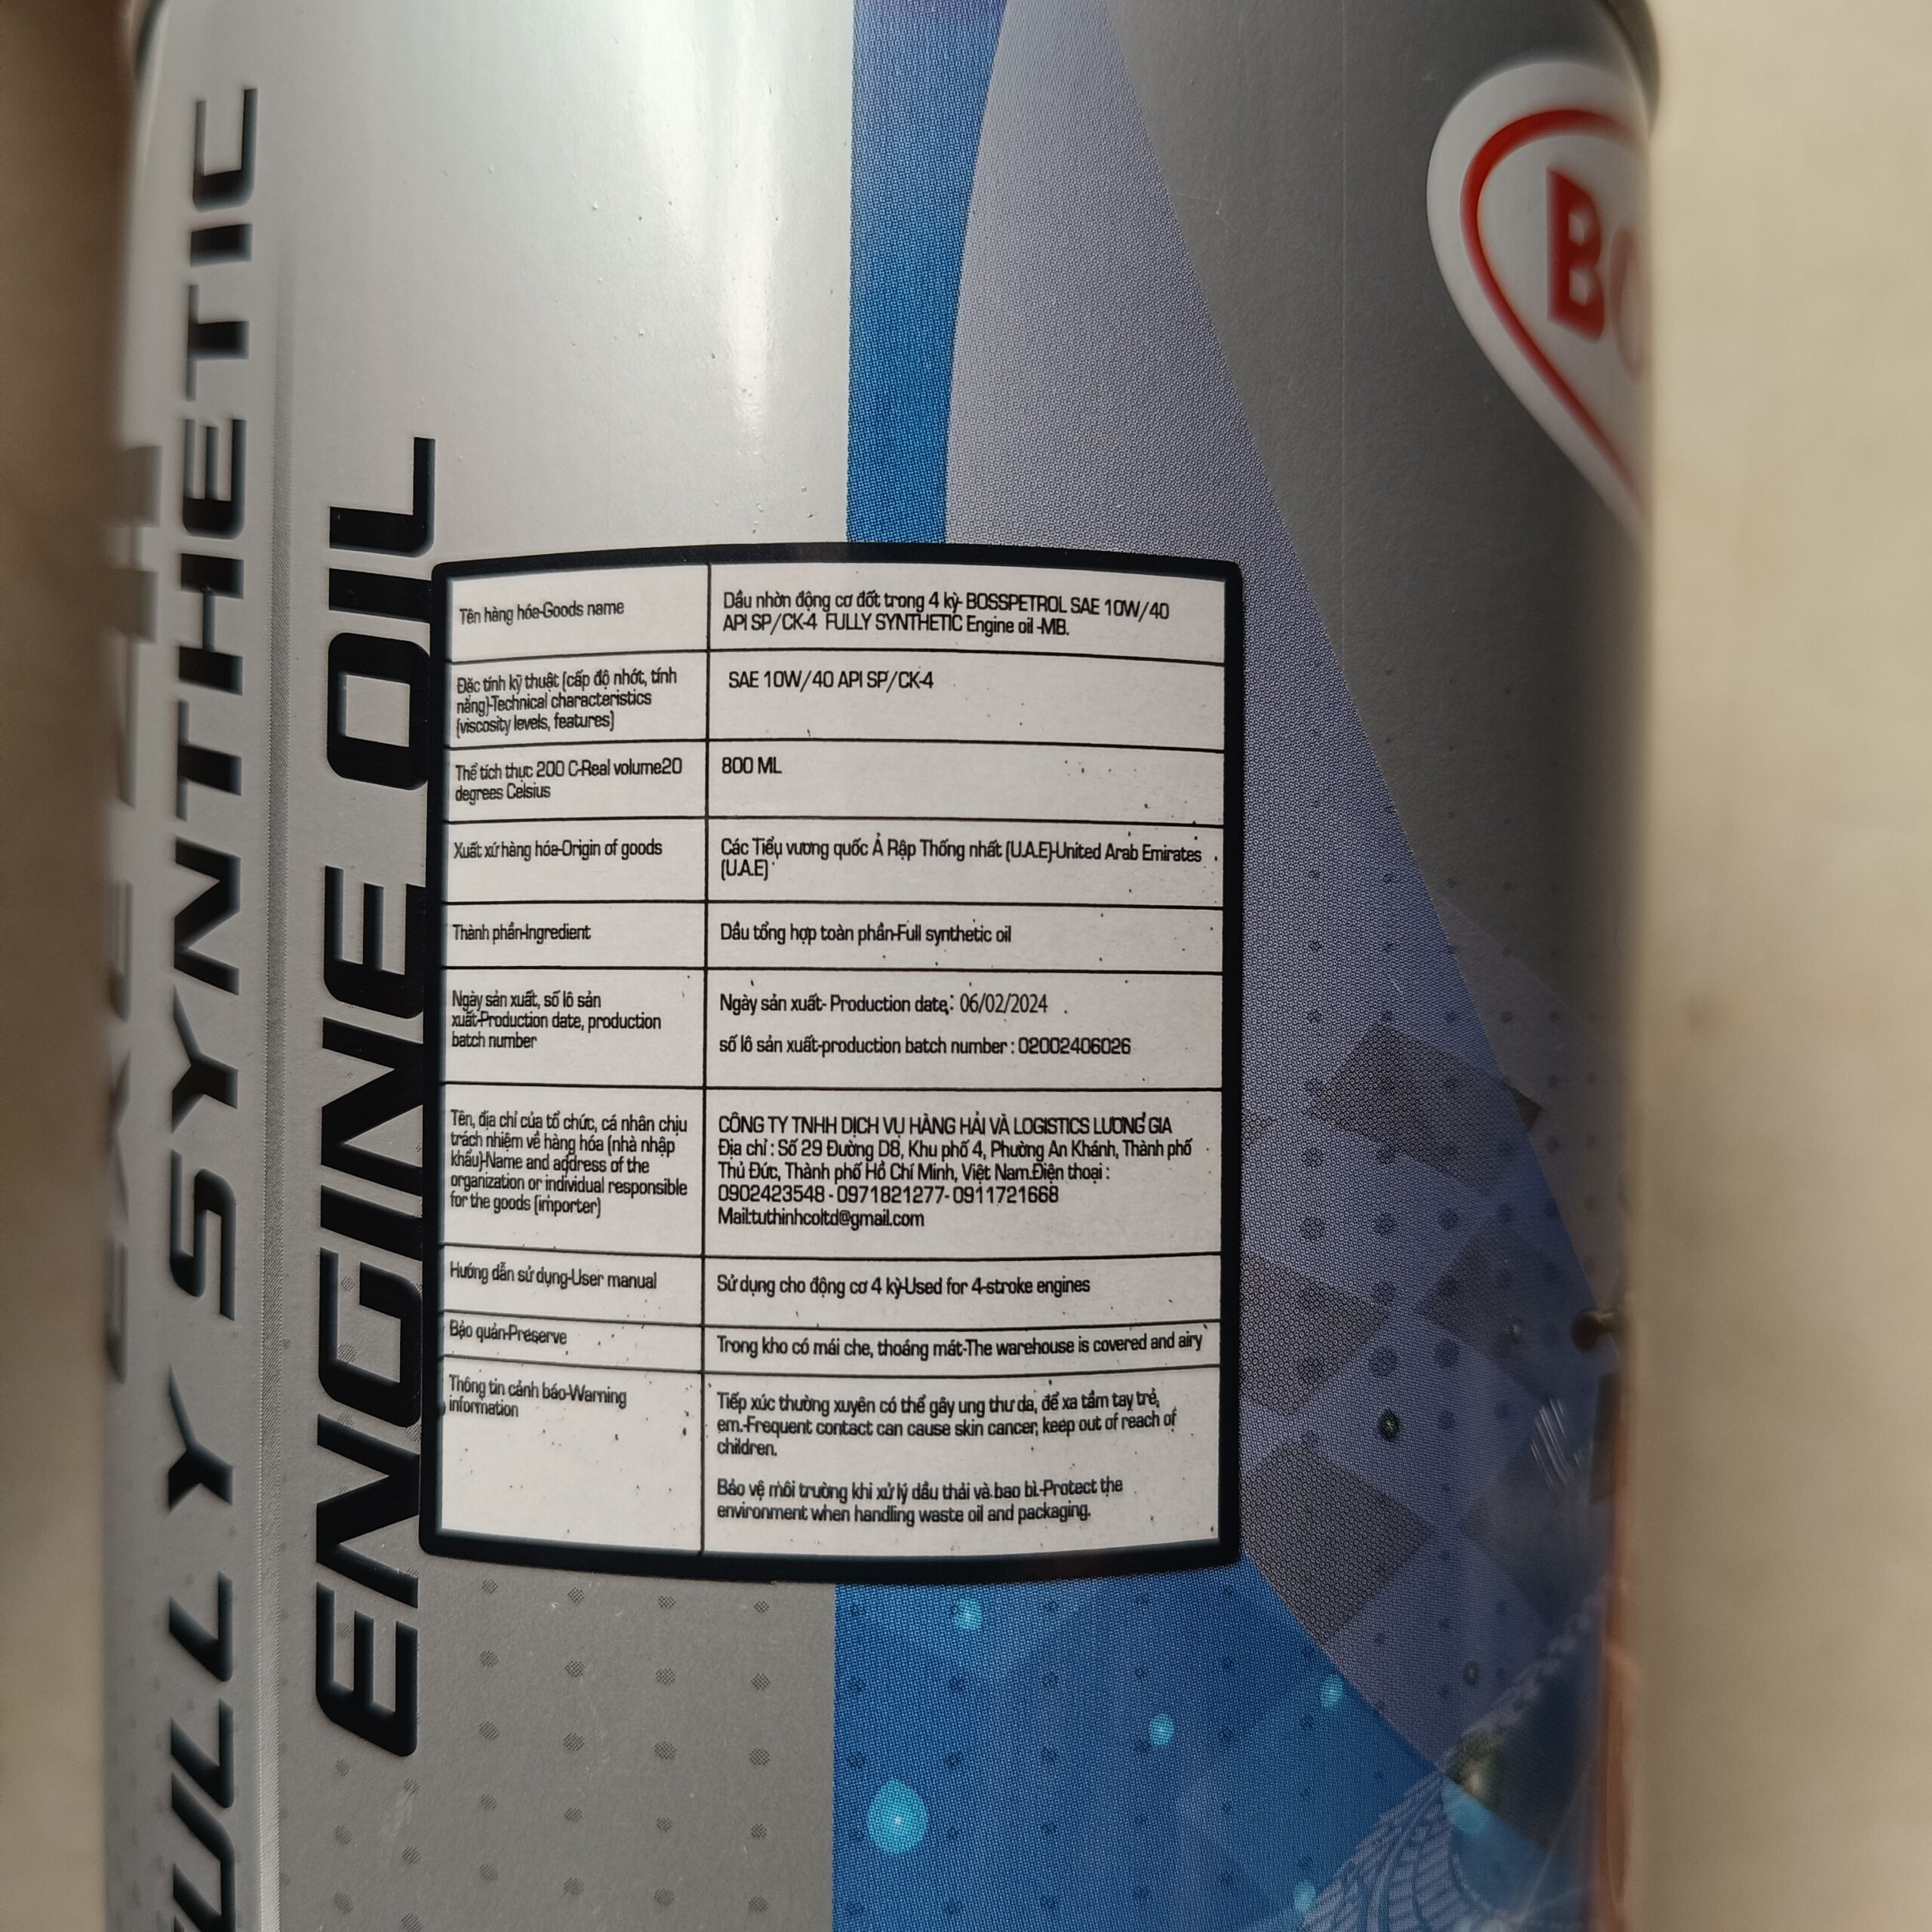 FULLY SYNTHETIC
ENGINE OIL
Tên hàng hóa-Goods name
Dầu nhờn động cơ đốt trong 4 kỳ- BOSSPETROL SAE 10W/40
API SP/CK-4 FULLY SYNTHETIC Engine oil -MB.
Đặc tính kỹ thuật (cấp độ nhớt, tính
năng)-Technical characteristics
(viscosity levels, features)
SAE 10W/40 API SP/CK-4
Thể tích thực 200 C-Real volume20
degrees Celsius
800 ML
Xuất xứ hàng hóa-Origin of goods
Các Tiểu vương quốc Ả Rập Thống nhất (U.A.E)-United Arab Emirates
(U.A.E)
Thành phần-Ingredient
Dầu tổng hợp toàn phần-Full synthetic oil
Ngày sản xuất, số lô sản
xuất-Production date, production
batch number
Ngày sản xuất- Production date: 06/02/2024
số lô sản xuất-production batch number : 02002406026
Tên, địa chỉ của tổ chức, cá nhân chịu
trách nhiệm về hàng hóa (nhà nhập
khẩu)-Name and address of the
organization or individual responsible
for the goods (importer)
CÔNG TY TNHH DỊCH VỤ HÀNG HẢI VÀ LOGISTICS LƯƠNG GIA
Địa chỉ : Số 29 Đường D8, Khu phố 4, Phường An Khánh, Thành phố
Thủ Đức, Thành phố Hồ Chí Minh, Việt Nam.Điện thoại :
0902423548 - 0971821277- 0911721668
Mail:tuthinhcoltd@gmail.com
Hướng dẫn sử dụng-User manual
Sử dụng cho động cơ 4 kỳ-Used for 4-stroke engines
Bảo quản-Preserve
Trong kho có mái che, thoáng mát-The warehouse is covered and airy
Thông tin cảnh báo-Warning
information
Tiếp xúc thường xuyên có thể gây ung thư da, để xa tầm tay trẻ
em.-Frequent contact can cause skin cancer, keep out of reach of
children.
Bảo vệ môi trường khi xử lý dầu thải và bao bì.-Protect the
environment when handling waste oil and packaging.